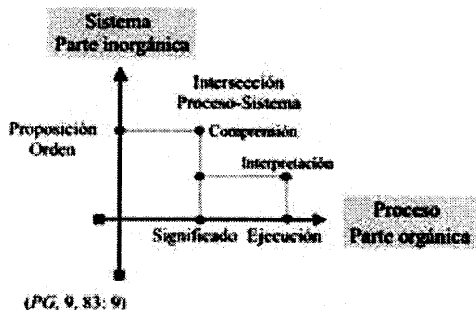 Sistema
Parte inorgánica
Intersección
Proceso-Sistema
Proposición
Orden
Comprensión
Interpretación
Significado Ejecución
Proceso
Parte orgánica
(PG, 9, 83: 9)